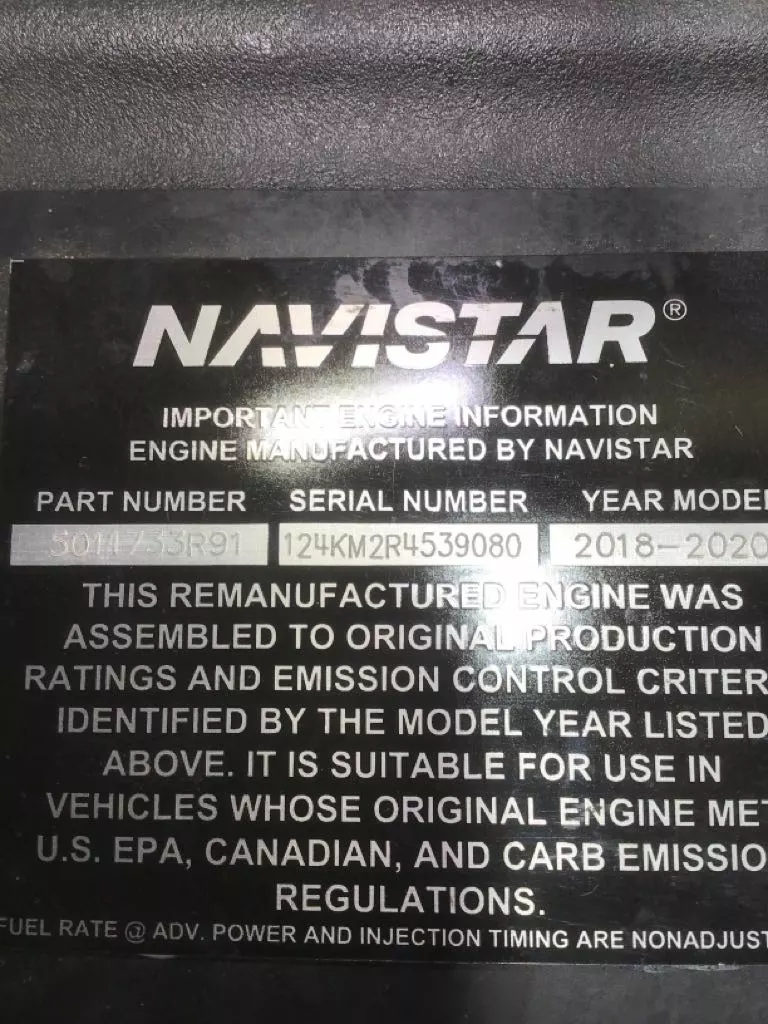 NAVISTAR®
IMPORTANT ENGINE INFORMATION
ENGINE MANUFACTURED BY NAVISTAR
PART NUMBER SERIAL NUMBER YEAR MODEL
124KM2R4539080 2018-2020
THIS REMANUFACTURED ENGINE WAS
ASSEMBLED TO ORIGINAL PRODUCTION
RATINGS AND EMISSION CONTROL CRITER
IDENTIFIED BY THE MODEL YEAR LISTED
ABOVE. IT IS SUITABLE FOR USE IN
VEHICLES WHOSE ORIGINAL ENGINE MET
U.S. EPA, CANADIAN, AND CARB EMISSIO
REGULATIONS.
FUEL RATE @ ADV. POWER AND INJECTION TIMING ARE NONADJUST